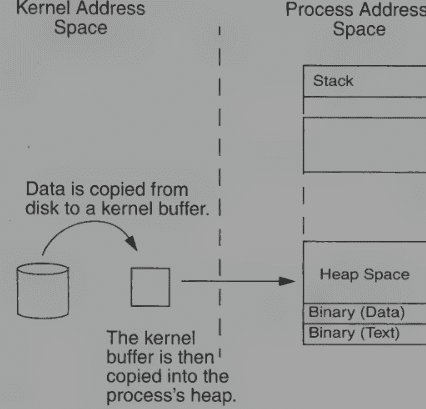 Kernel Address
Space
Process Address
Space
Stack
Data is copied from
disk to a kernel buffer.
Heap Space
Binary (Data)
Binary (Text)
The kernel
buffer is then
copied into the
process's heap.